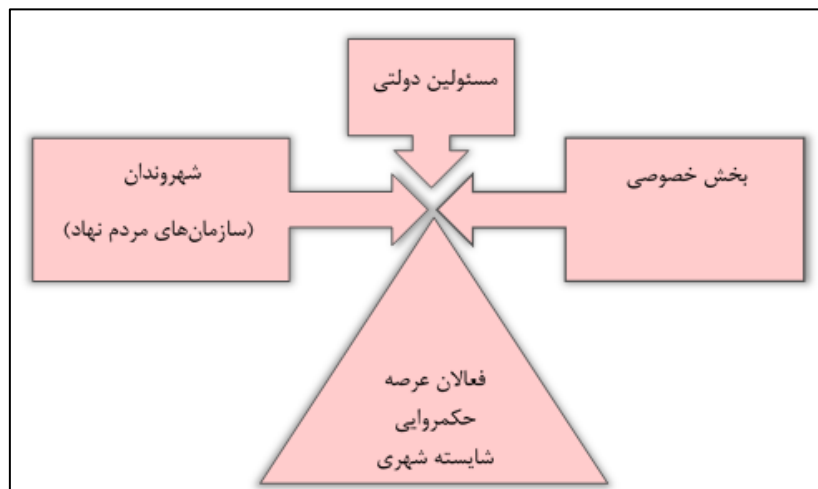 مسئولین دولتی
بخش خصوصی
شهروندان
(سازمان‌های مردم نهاد)
فعالان عرصه
حکمروایی
شایسته شهری